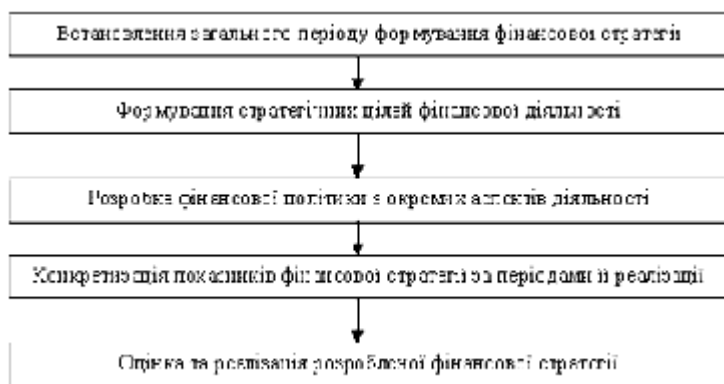 Встановлення загального періоду формування фінансової стратегії
Формування стратегічних цілей фінансової діяльності
Розробка фінансової політики з окремих аспектів діяльності
Конкретизація показників фінансової стратегії за періодами її реалізації
Оцінка та реалізація розробленої фінансової стратегії